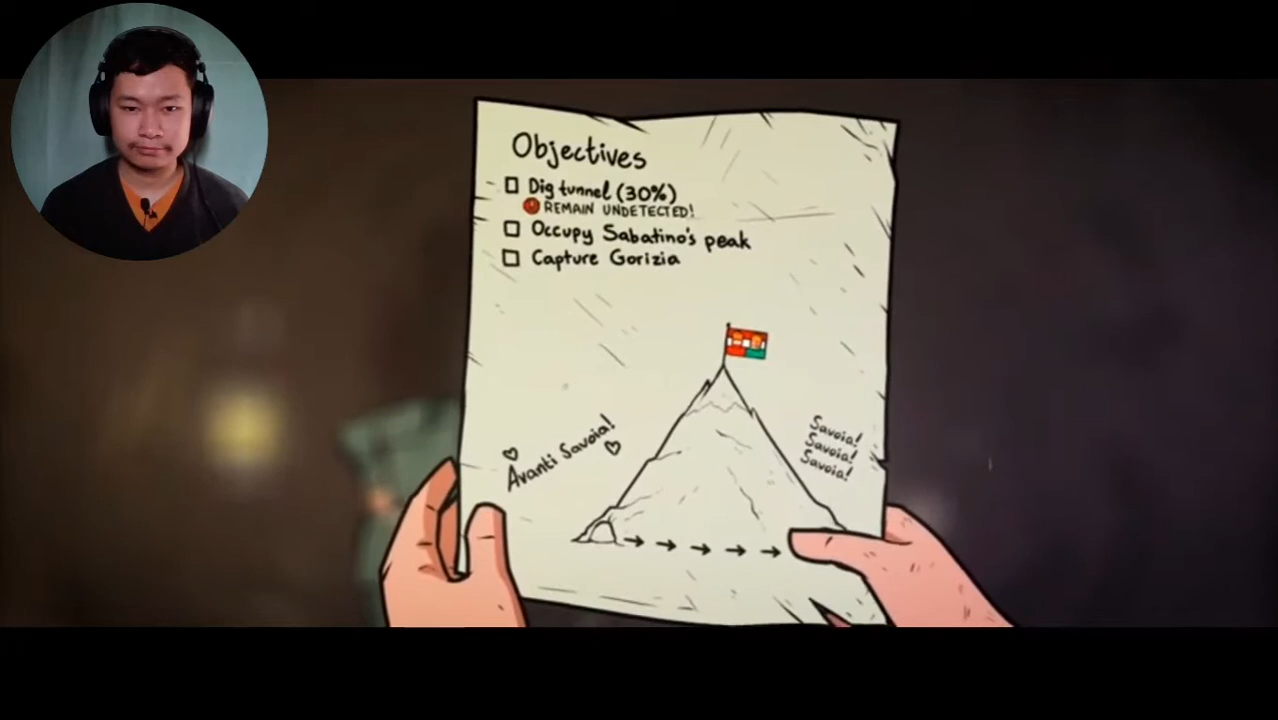 Objectives
Dig tunnel (30%)
REMAIN UNDETECTED!
Occupy Sabatino's peak
Capture Gorizia
Avanti Savoia!
Savoia!
Savoia!
Savoia!